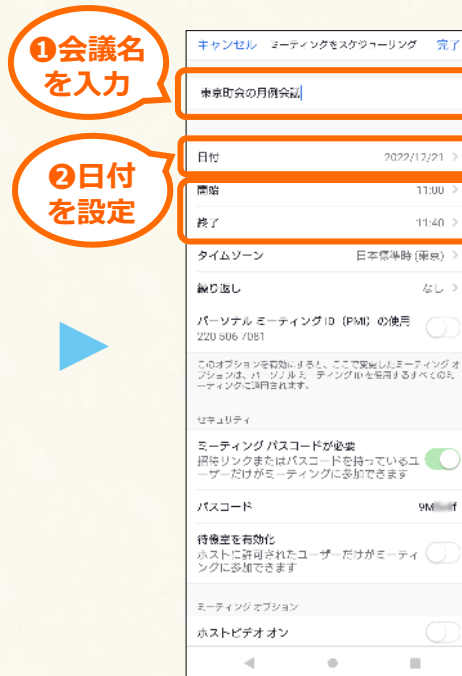 ❶会議名
を入力
キャンセル ミーティングをスケジューリング 完了
東京町会の月例会議
❷日付
を設定
日付 2022/12/21 >
開始 11:00 >
終了 11:40 >
タイムゾーン 日本標準時 (東京) >
繰り返し なし >
パーソナル ミーティング ID (PMI) の使用
220 506 7081
このオプションを有効にすると、ここで変更したミーティング オ
プションは、パーソナル ミーティング ID を使用するすべてのミ
ーティングに適用されます。
セキュリティ
ミーティング パスコードが必要
招待リンクまたはパスコードを持っているユ
ーザーだけがミーティングに参加できます
パスコード 9M f
待機室を有効化
ホストに許可されたユーザーだけがミーティ
ングに参加できます
ミーティング オプション
ホストビデオ オン